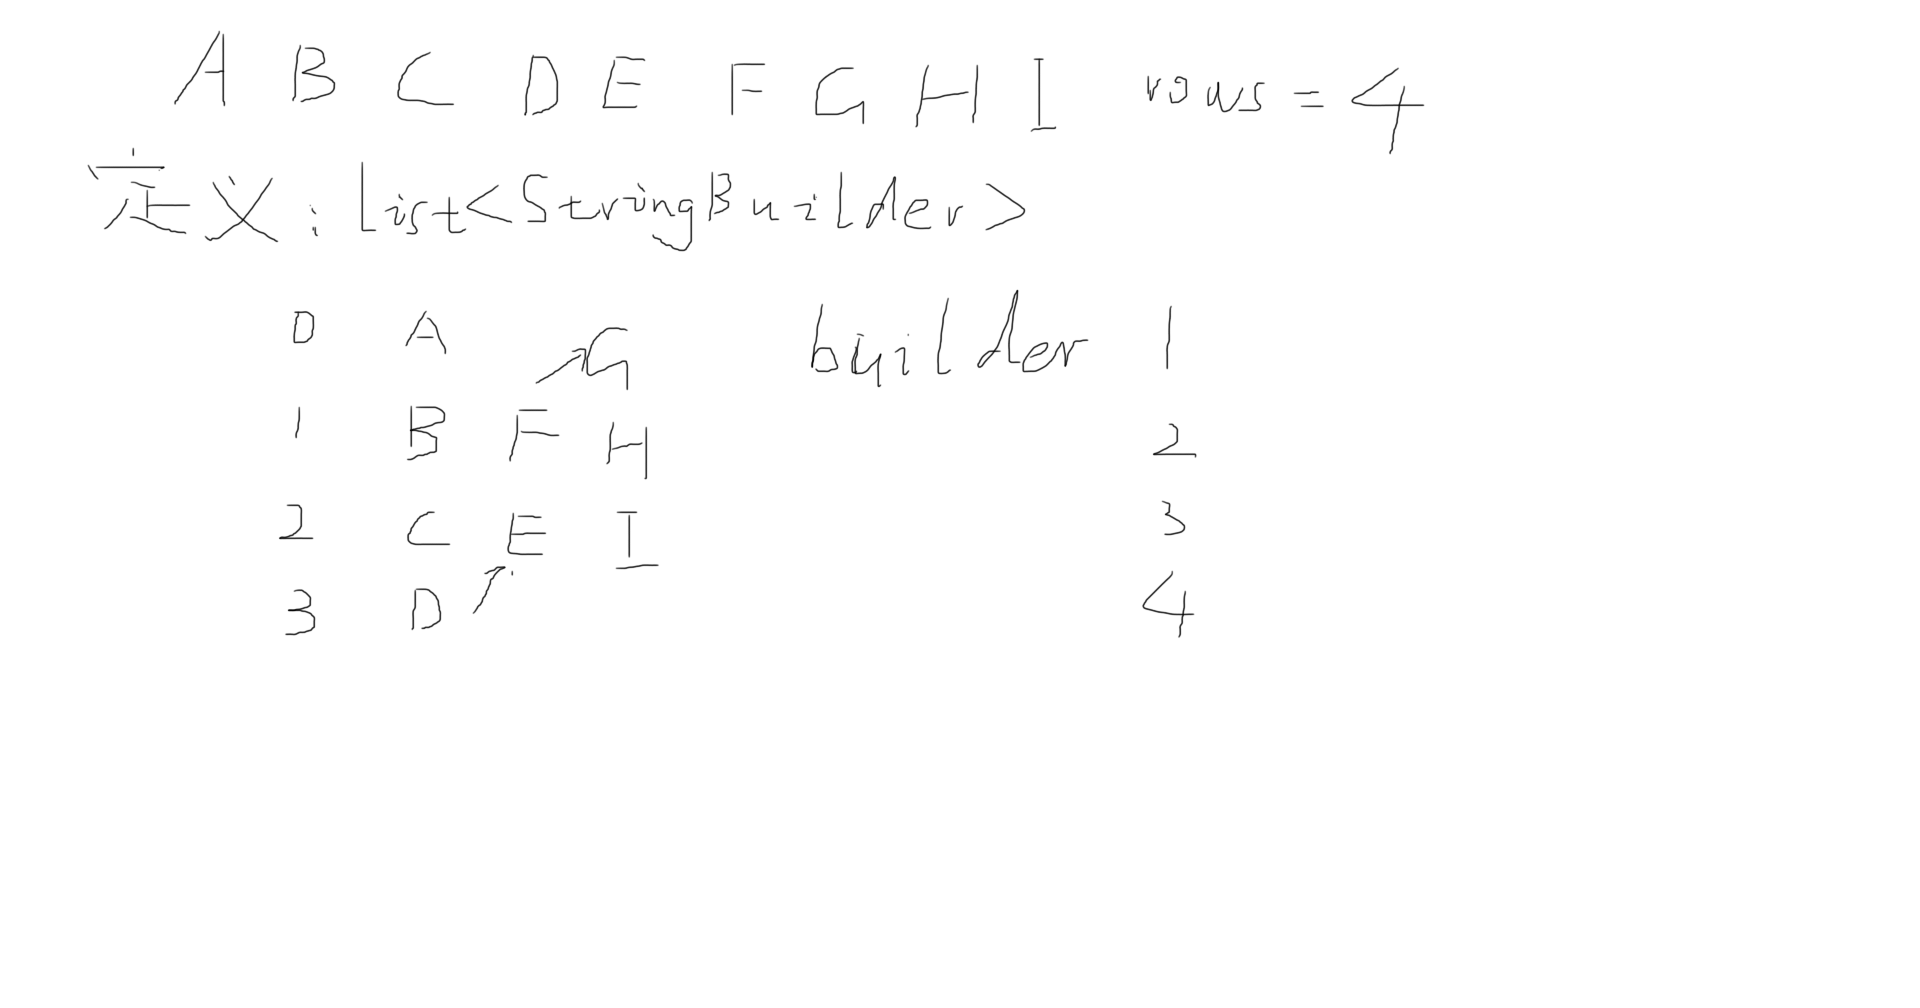 A B C D E F G H I rows = 4
定义: List<StringBuilder>
0 A G builder 1
1 B F H 2
2 C E I 3
3 D 4